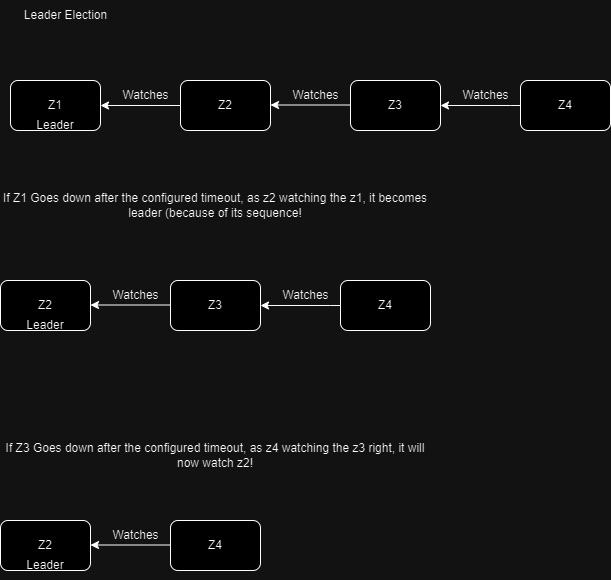 Leader Election
Watches Watches Watches
Z1 Z2 Z3 Z4
Leader
If Z1 Goes down after the configured timeout, as z2 watching the z1, it becomes
leader (because of its sequence!
Watches Watches
Z2 Z3 Z4
Leader
If Z3 Goes down after the configured timeout, as z4 watching the z3 right, it will
now watch z2!
Watches
Z2 Z4
Leader